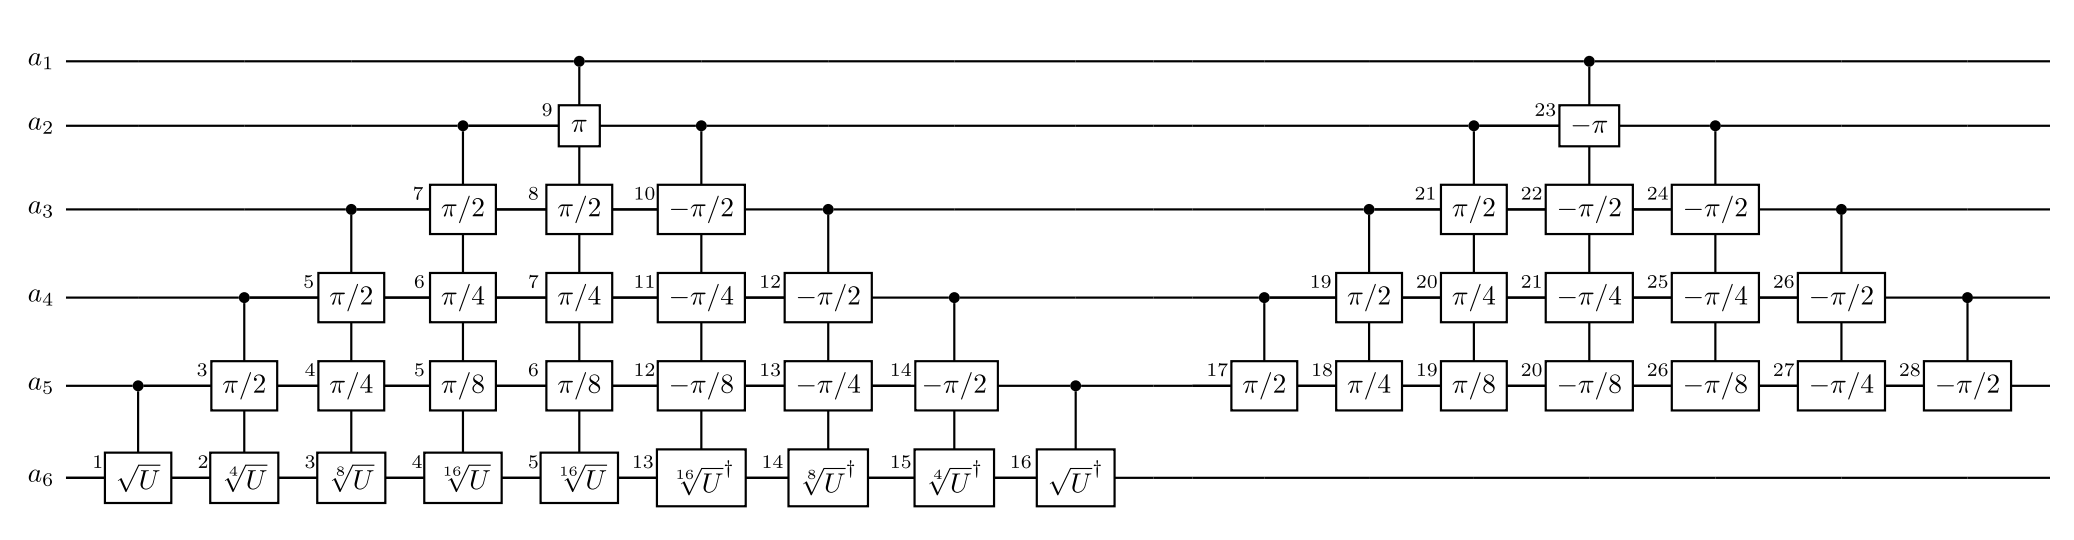 a₁
9 π 23 −π
a₂
7 π/2 8 π/2 10 −π/2 21 π/2 22 −π/2 24 −π/2
a₃
5 π/2 6 π/4 7 π/4 11 −π/4 12 −π/2 19 π/2 20 π/4 21 −π/4 25 −π/4 26 −π/2
a₄
3 π/2 4 π/4 5 π/8 6 π/8 12 −π/8 13 −π/4 14 −π/2 17 π/2 18 π/4 19 π/8 20 −π/8 26 −π/8 27 −π/4 28 −π/2
a₅
1 √U 2 ⁴√U 3 ⁸√U 4 ¹⁶√U 5 ¹⁶√U 13 ¹⁶√U† 14 ⁸√U† 15 ⁴√U† 16 √U†
a₆